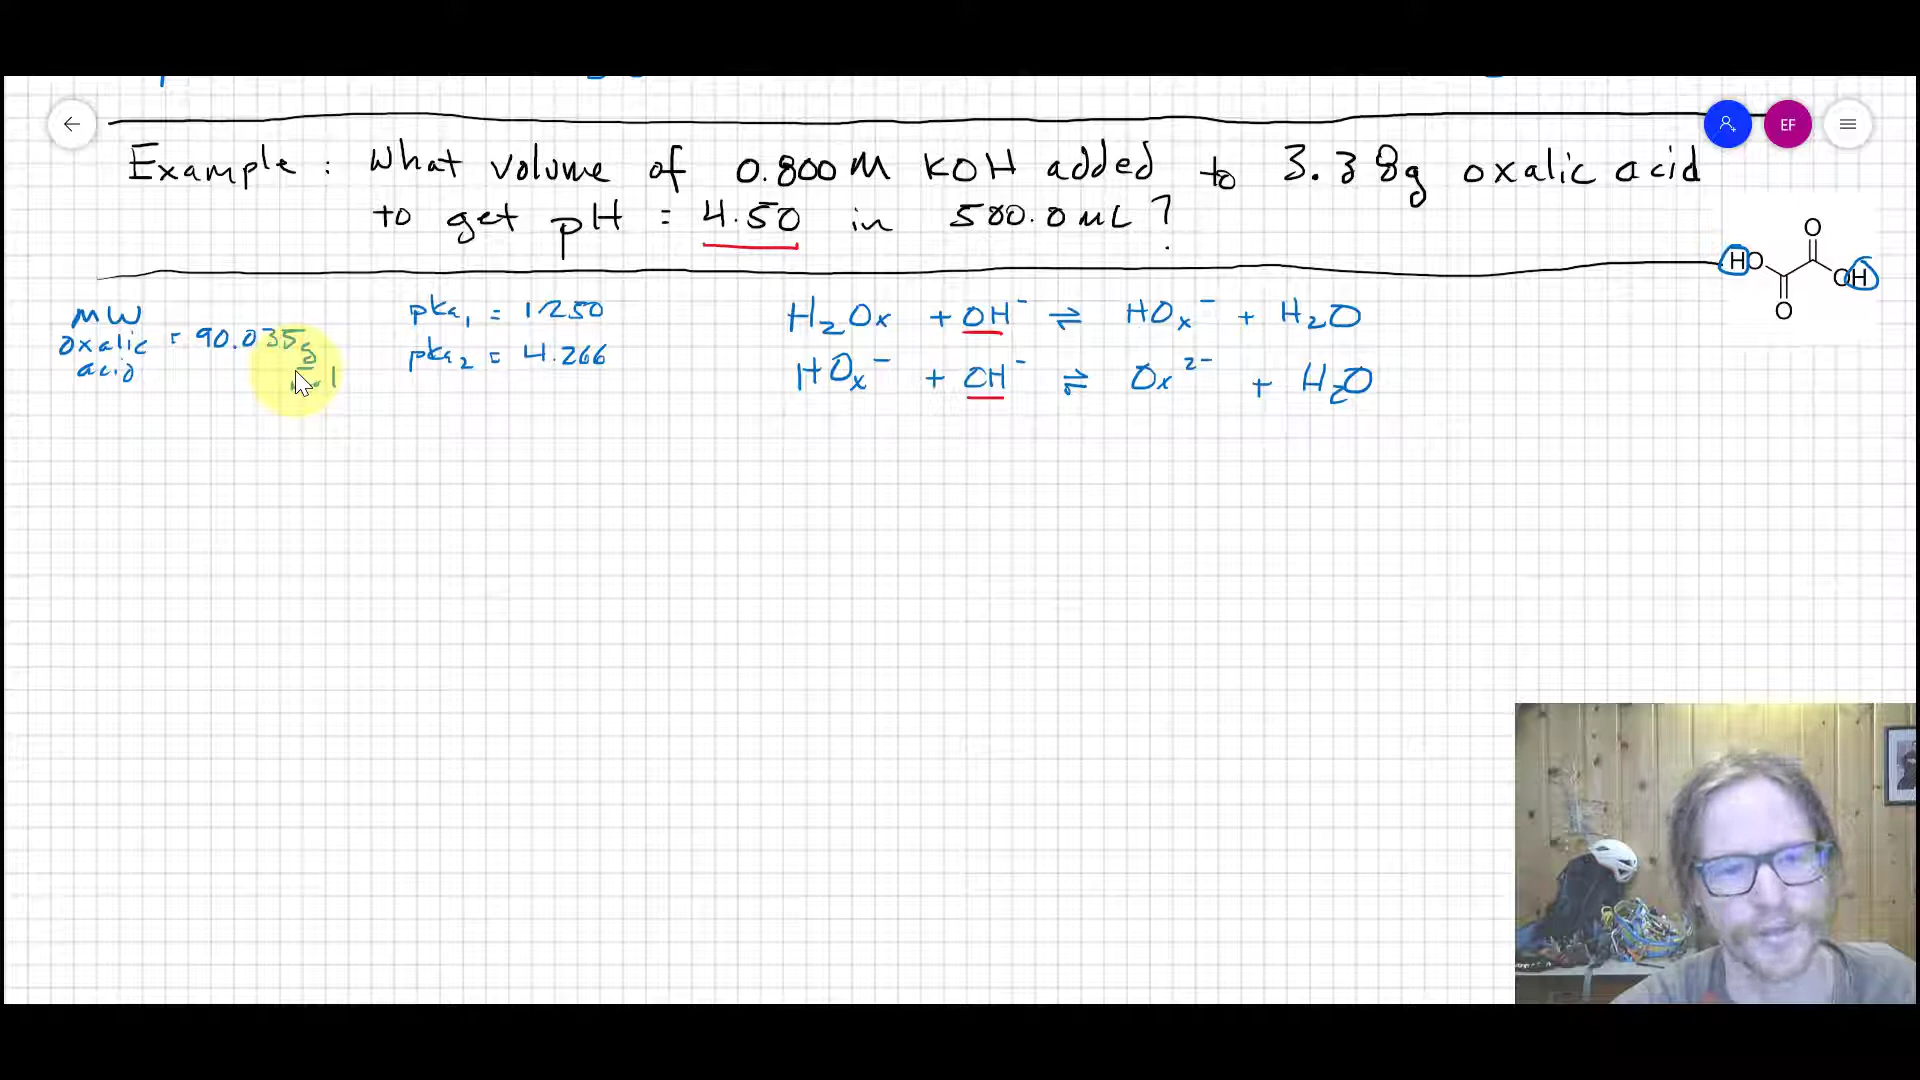 Example: What volume of 0.800 M KOH added to 3.38g oxalic acid
to get pH = 4.50 in 500.0 mL?
EF
HO O O OH
MW oxalic acid = 90.035 g
pka1 = 1.250
pka2 = 4.266
H2Ox + OH- ⇌ HOx- + H2O
HOx- + OH- ⇌ Ox2- + H2O